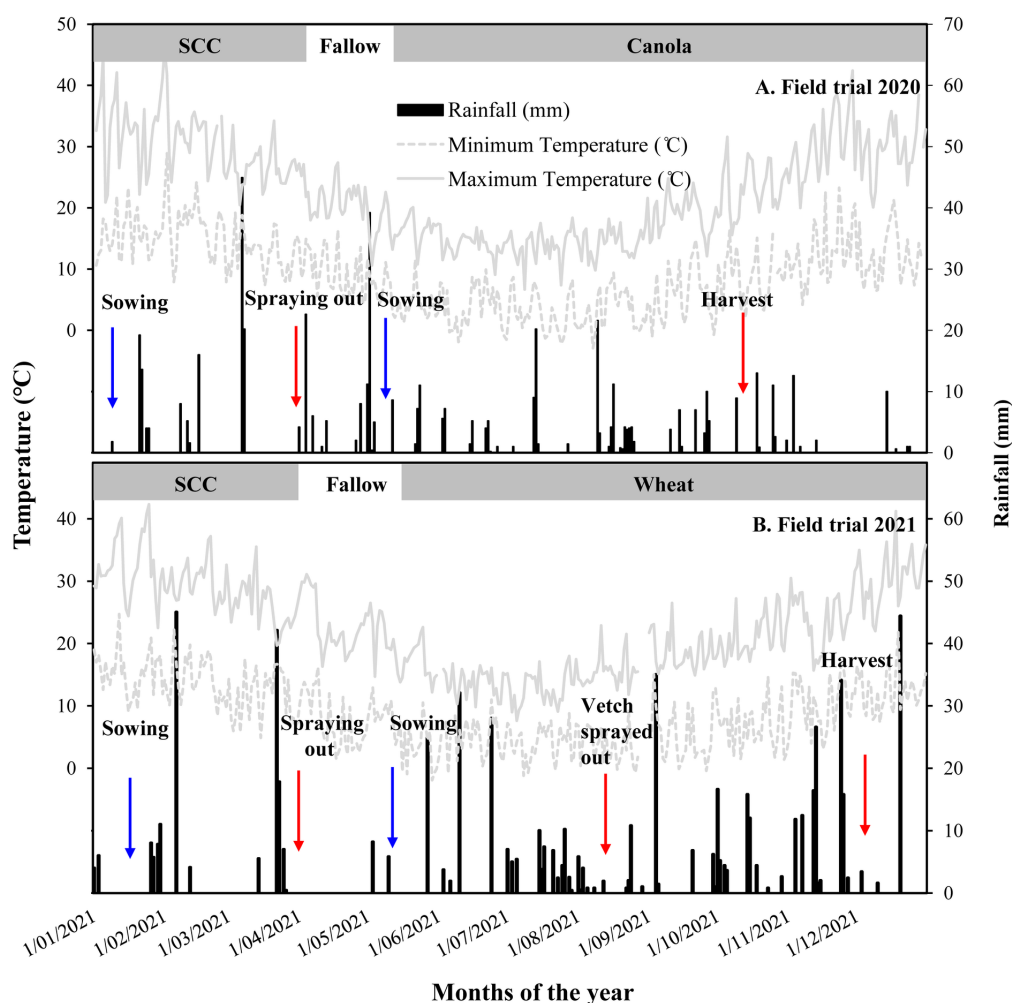 50
40
30
20
10
0
70
60
50
40
30
20
10
0
SCC Fallow Canola
A. Field trial 2020
Rainfall (mm)
Minimum Temperature (℃)
Maximum Temperature (℃)
Sowing
Spraying out
Sowing
Harvest
Temperature (°C)
Rainfall (mm)
SCC Fallow Wheat
B. Field trial 2021
40
30
20
10
0
60
50
40
30
20
10
0
Sowing
Spraying
out
Sowing
Vetch
sprayed
out
Harvest
1/01/2021
1/02/2021
1/03/2021
1/04/2021
1/05/2021
1/06/2021
1/07/2021
1/08/2021
1/09/2021
1/10/2021
1/11/2021
1/12/2021
Months of the year